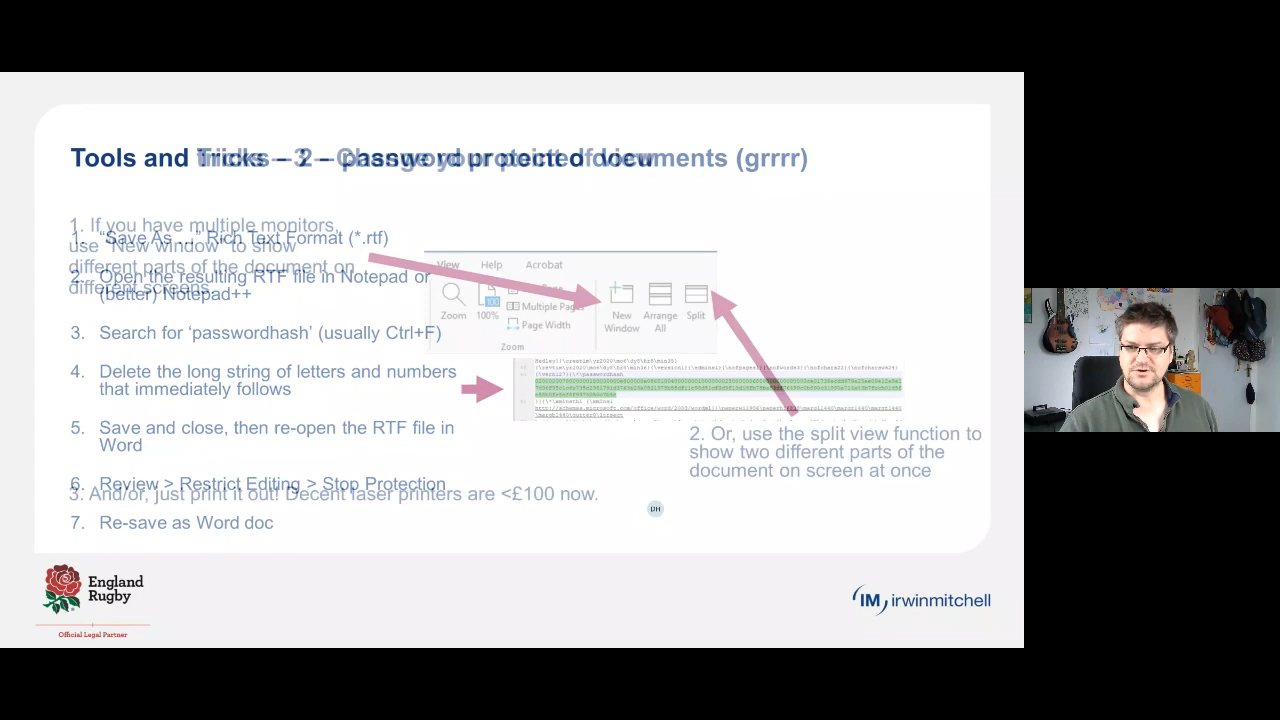 Tools and Tricks – 2 – password protected documents (grrrr)
Tricks – 3 – Change your point of view
1. If you have multiple monitors,
use "New window" to show
different parts of the document on
different screens
1. "Save As …" Rich Text Format (*.rtf)
2. Open the resulting RTF file in Notepad or
(better) Notepad++
3. Search for 'passwordhash' (usually Ctrl+F)
4. Delete the long string of letters and numbers
that immediately follows
5. Save and close, then re-open the RTF file in
Word
6. Review > Restrict Editing > Stop Protection
7. Re-save as Word doc
View Help Acrobat
Zoom 100%
Multiple Pages
Page Width
New
Window
Arrange
All
Split
Zoom
2. Or, use the split view function to
show two different parts of the
document on screen at once
3. And/or, just print it out! Decent laser printers are <£100 now.
DH
England
Rugby
Official Legal Partner
IM irwinmitchell